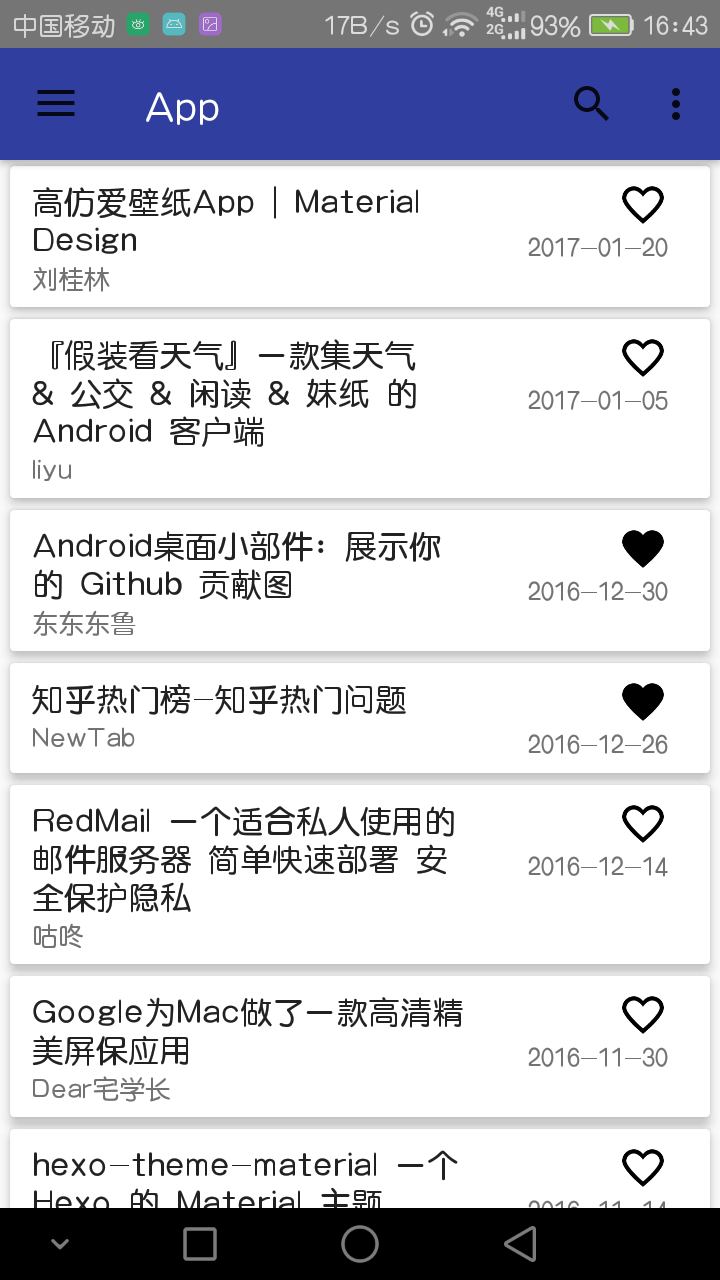 中国移动 17B/s 4G 2G 93% 16:43
App
高仿爱壁纸App | Material
Design
2017-01-20
刘桂林
『假装看天气』一款集天气
& 公交 & 闲读 & 妹纸 的
2017-01-05
Android 客户端
liyu
Android桌面小部件：展示你
的 Github 贡献图
2016-12-30
东东东鲁
知乎热门榜-知乎热门问题
NewTab
2016-12-26
RedMail 一个适合私人使用的
邮件服务器 简单快速部署 安
2016-12-14
全保护隐私
咕咚
Google为Mac做了一款高清精
美屏保应用
2016-11-30
Dear宅学长
hexo-theme-material 一个
Hexo 的 Material 主题
2016-11-14